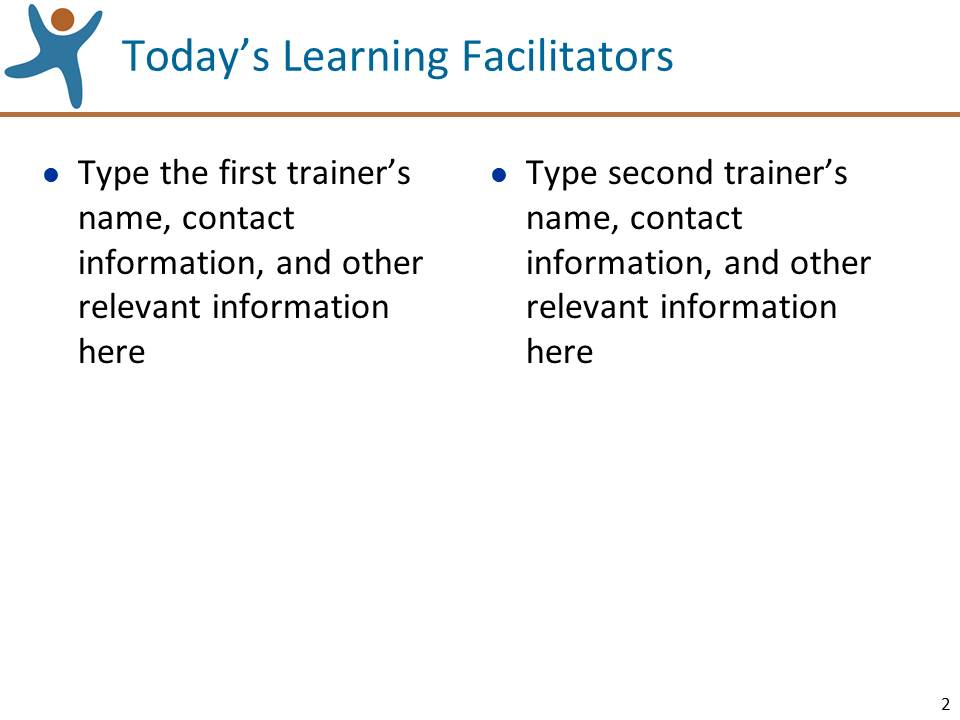 Today’s Learning Facilitators
● Type the first trainer’s
name, contact
information, and other
relevant information
here
● Type second trainer’s
name, contact
information, and other
relevant information
here
2